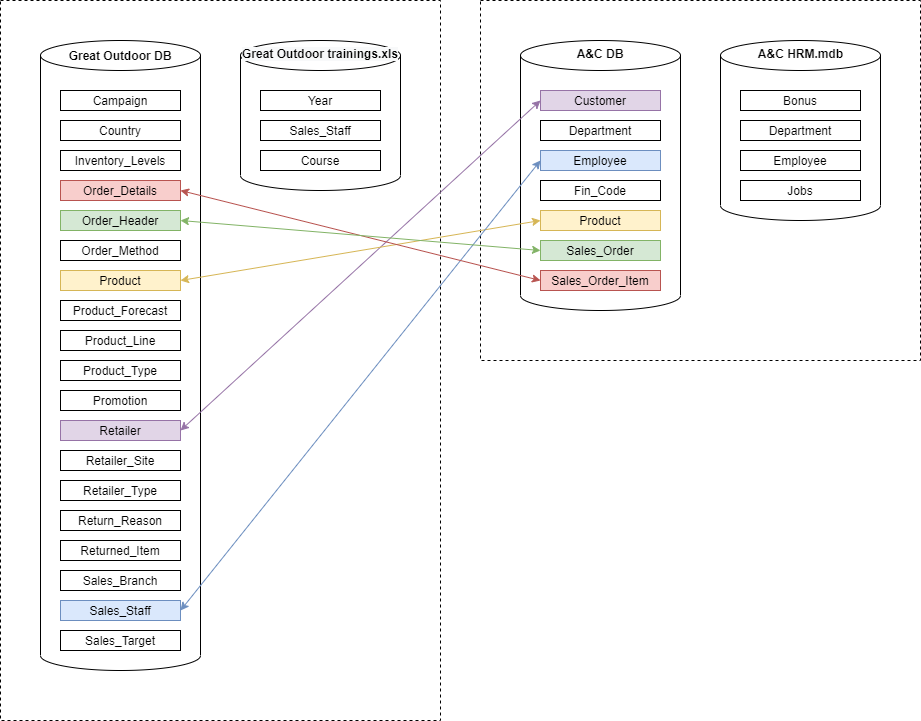 Great Outdoor DB
Campaign
Country
Inventory_Levels
Order_Details
Order_Header
Order_Method
Product
Product_Forecast
Product_Line
Product_Type
Promotion
Retailer
Retailer_Site
Retailer_Type
Return_Reason
Returned_Item
Sales_Branch
Sales_Staff
Sales_Target
Great Outdoor trainings.xls
Year
Sales_Staff
Course
A&C DB
Customer
Department
Employee
Fin_Code
Product
Sales_Order
Sales_Order_Item
A&C HRM.mdb
Bonus
Department
Employee
Jobs